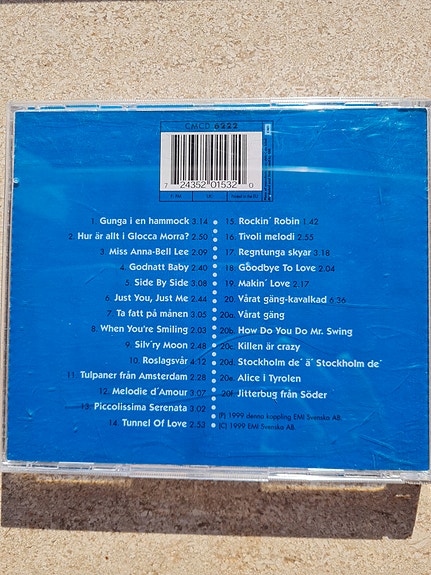 CMCD 6222
EMI
7 24352 01532 0
1. Gunga i en hammock 3.14
2. Hur är allt i Glocca Morra? 2.50
3. Miss Anna-Bell Lee 2.09
4. Godnatt Baby 2.40
5. Side By Side 3.08
6. Just You, Just Me 2.44
7. Ta fatt på månen 3.05
8. When You're Smiling 2.03
9. Silv'ry Moon 2.48
10. Roslagsvår 4.12
11. Tulpaner från Amsterdam 2.28
12. Melodie d´Amour 3.07
13. Piccolissima Serenata 3.02
14. Tunnel Of Love 2.53
15. Rockin´ Robin 1.42
16. Tivoli melodi 2.55
17. Regntunga skyar 3.18
18. Goodbye To Love 2.04
19. Makin´ Love 2.17
20. Vårat gäng-kavalkad 6.36
20a. Vårat gäng
20b. How Do You Do Mr. Swing
20c. Killen är crazy
20d. Stockholm de´ ä´ Stockholm de´
20e. Alice i Tyrolen
20f. Jitterbug från Söder
(P) 1999 denna koppling EMI Svenska AB.
(C) 1999 EMI Svenska AB.